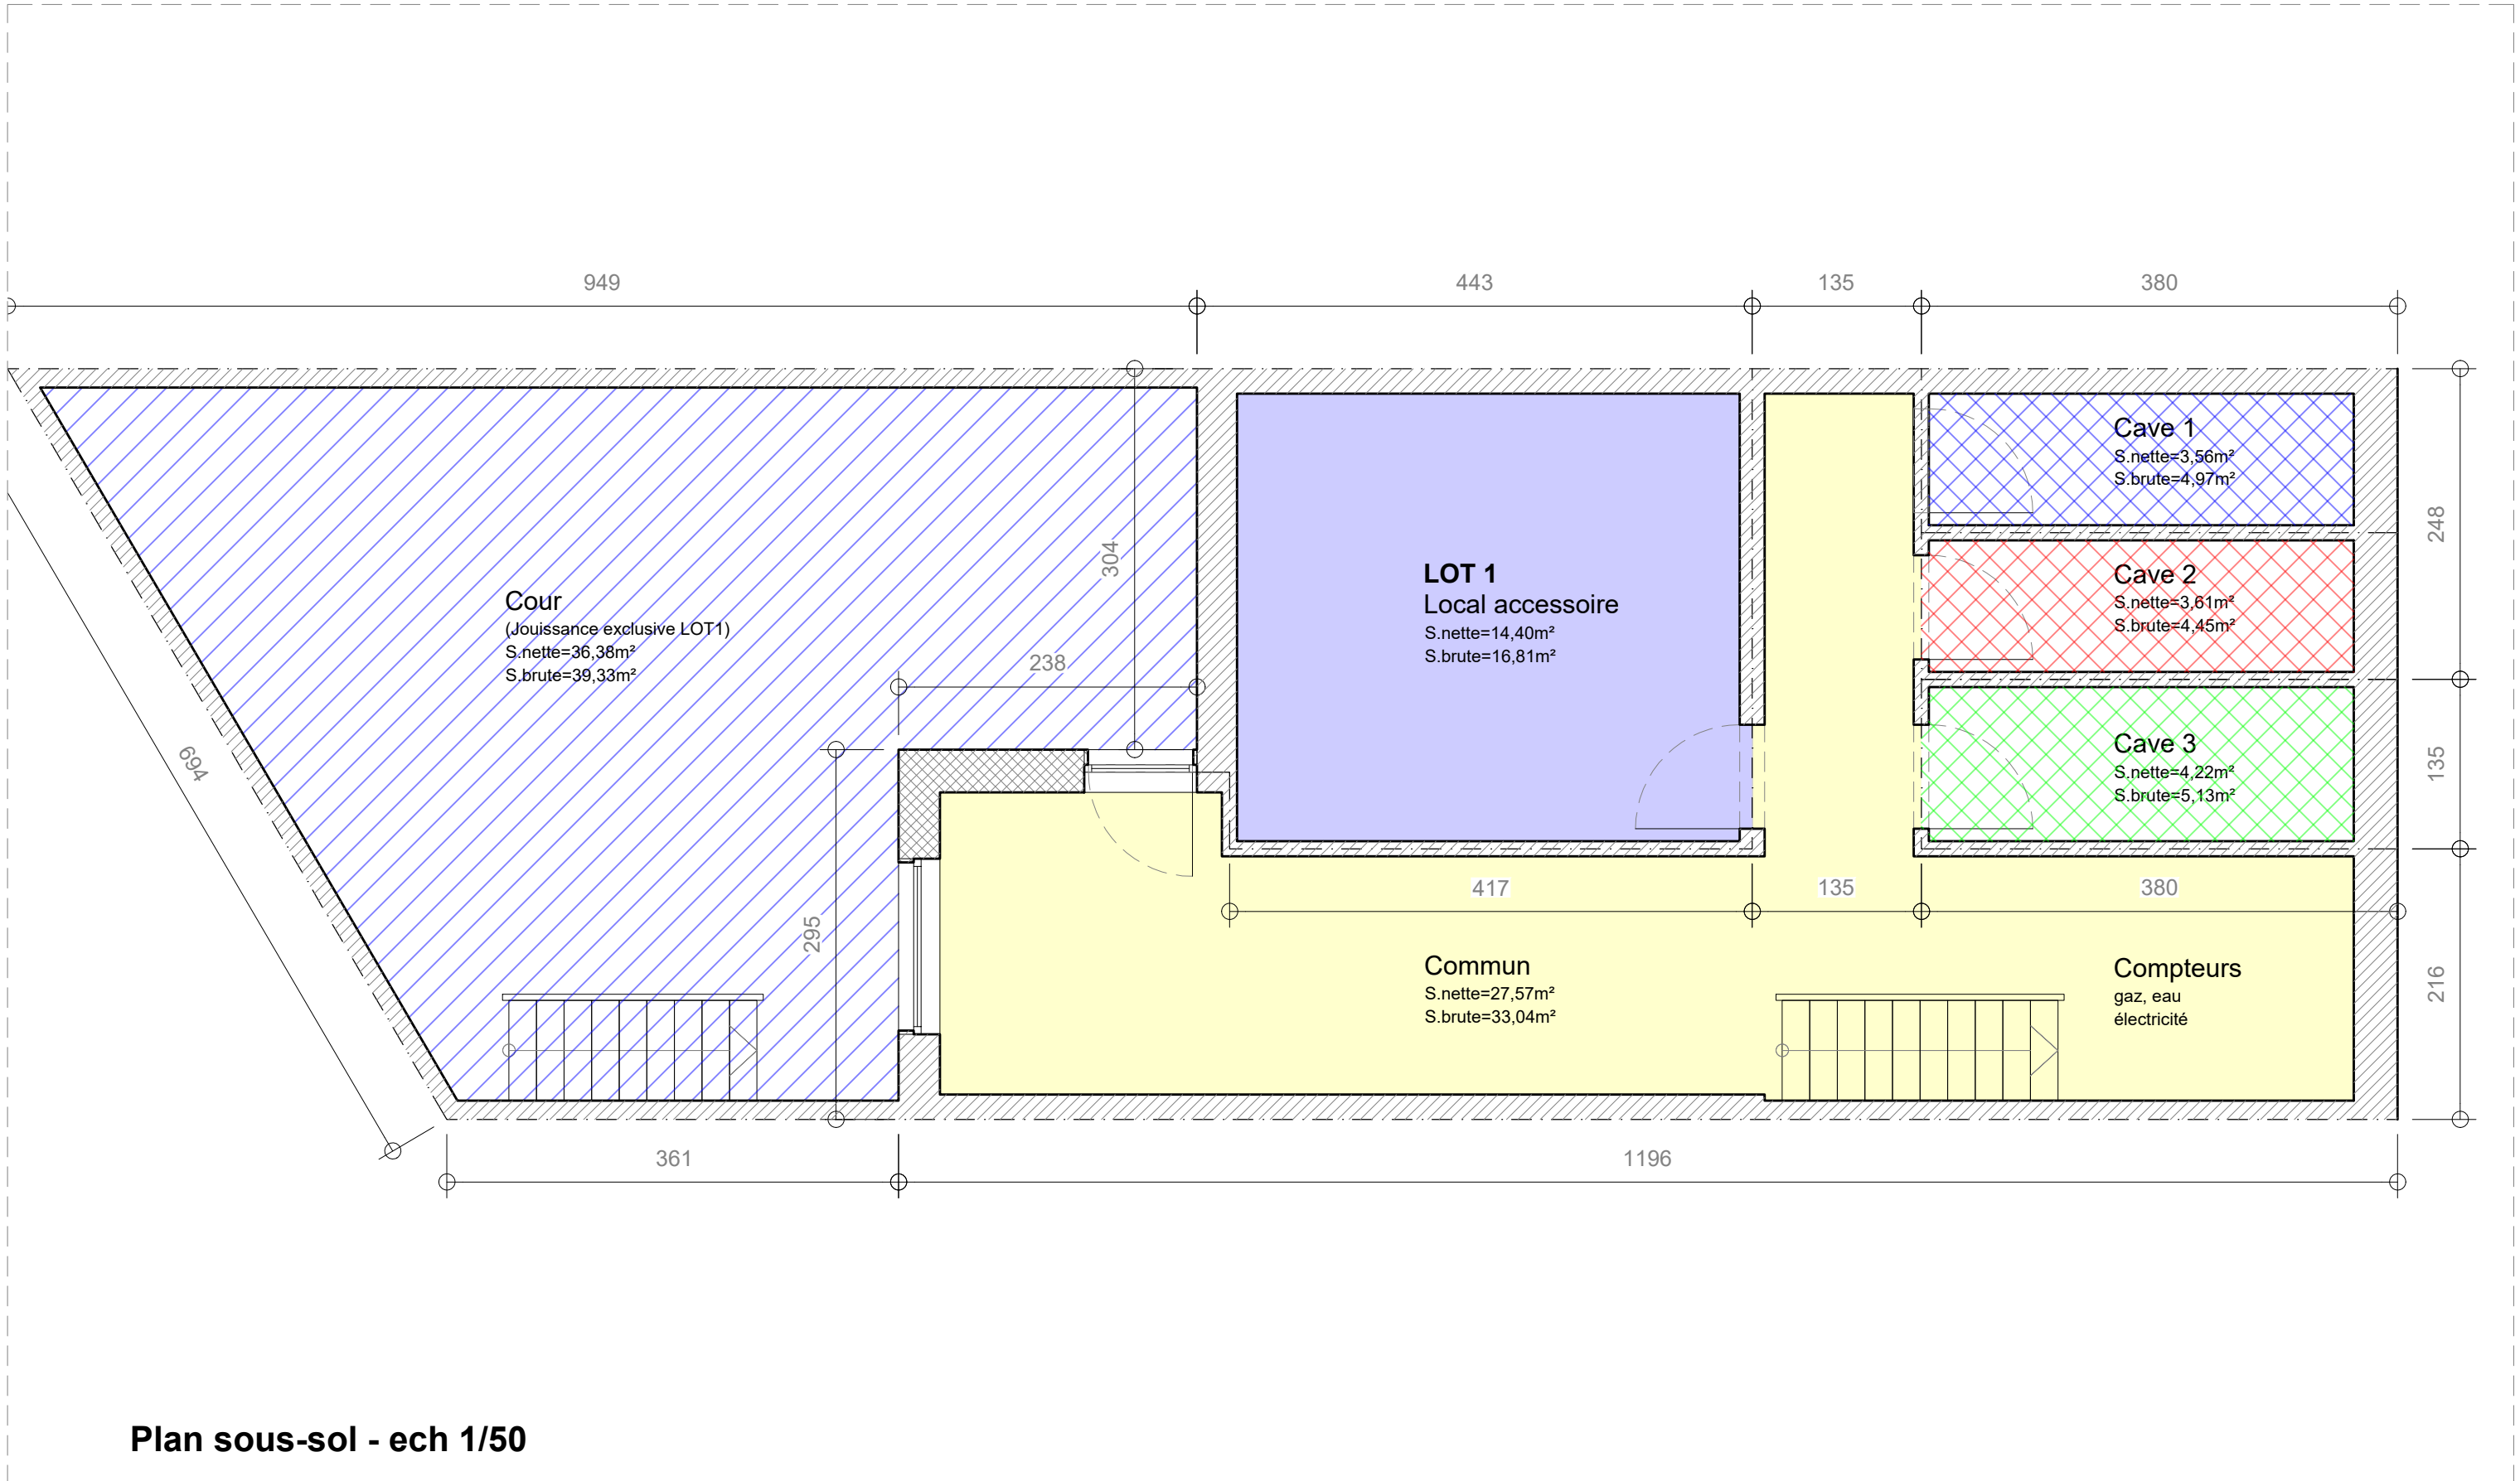 949
443
135
380
Cave 1
S.nette=3,56m²
S.brute=4,97m²
248
304
LOT 1
Local accessoire
S.nette=14,40m²
S.brute=16,81m²
Cave 2
S.nette=3,61m²
S.brute=4,45m²
Cour
(Jouissance exclusive LOT1)
S.nette=36,38m²
S.brute=39,33m²
238
694
Cave 3
S.nette=4,22m²
S.brute=5,13m²
135
417
135
380
295
Commun
S.nette=27,57m²
S.brute=33,04m²
Compteurs
gaz, eau
électricité
216
361
1196
Plan sous-sol - ech 1/50